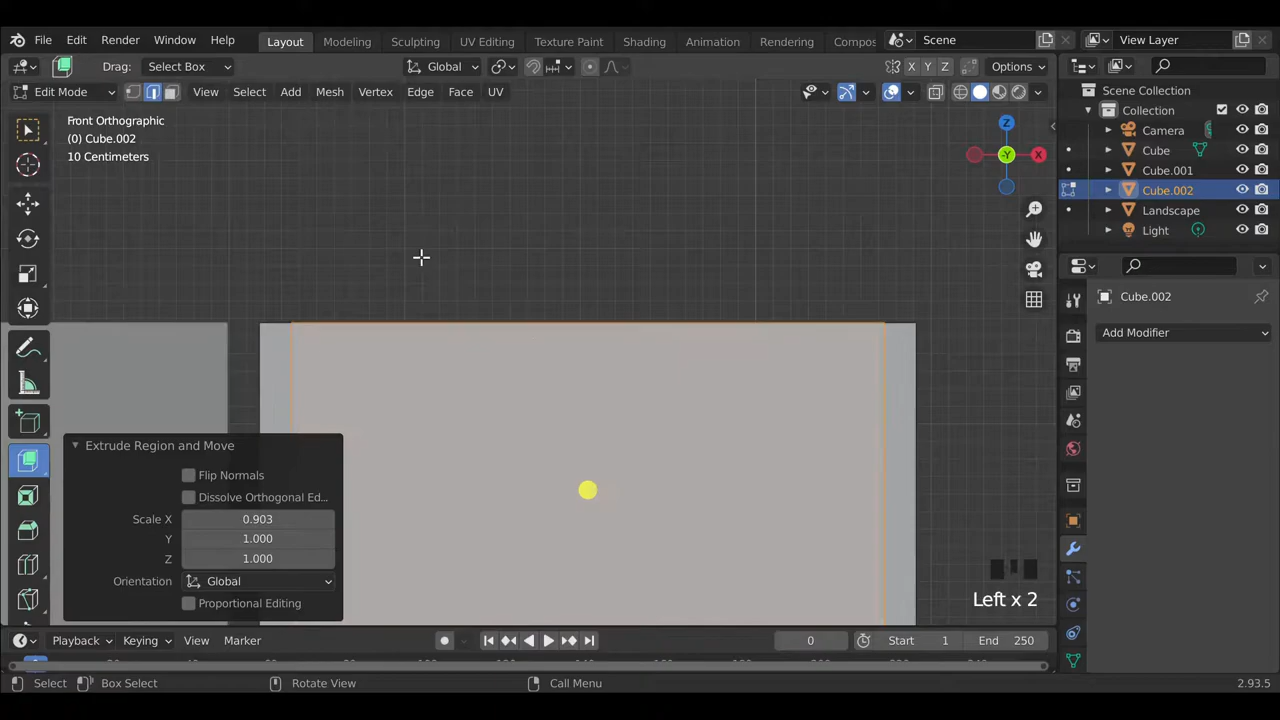 File Edit Render Window Help Layout Modeling Sculpting UV Editing Texture Paint Shading Animation Rendering Compos Scene View Layer
Drag: Select Box Global X Y Z Options
Edit Mode View Select Add Mesh Vertex Edge Face UV
Front Orthographic
(0) Cube.002
10 Centimeters
Z
-Y
X
Scene Collection
Collection
Camera
Cube
Cube.001
Cube.002
Landscape
Light
Cube.002
Add Modifier
Extrude Region and Move
Flip Normals
Dissolve Orthogonal Ed...
Scale X 0.903
Y 1.000
Z 1.000
Orientation Global
Proportional Editing
Left x 2
Playback Keying View Marker 0 Start 1 End 250
Select Box Select Rotate View Call Menu 2.93.5